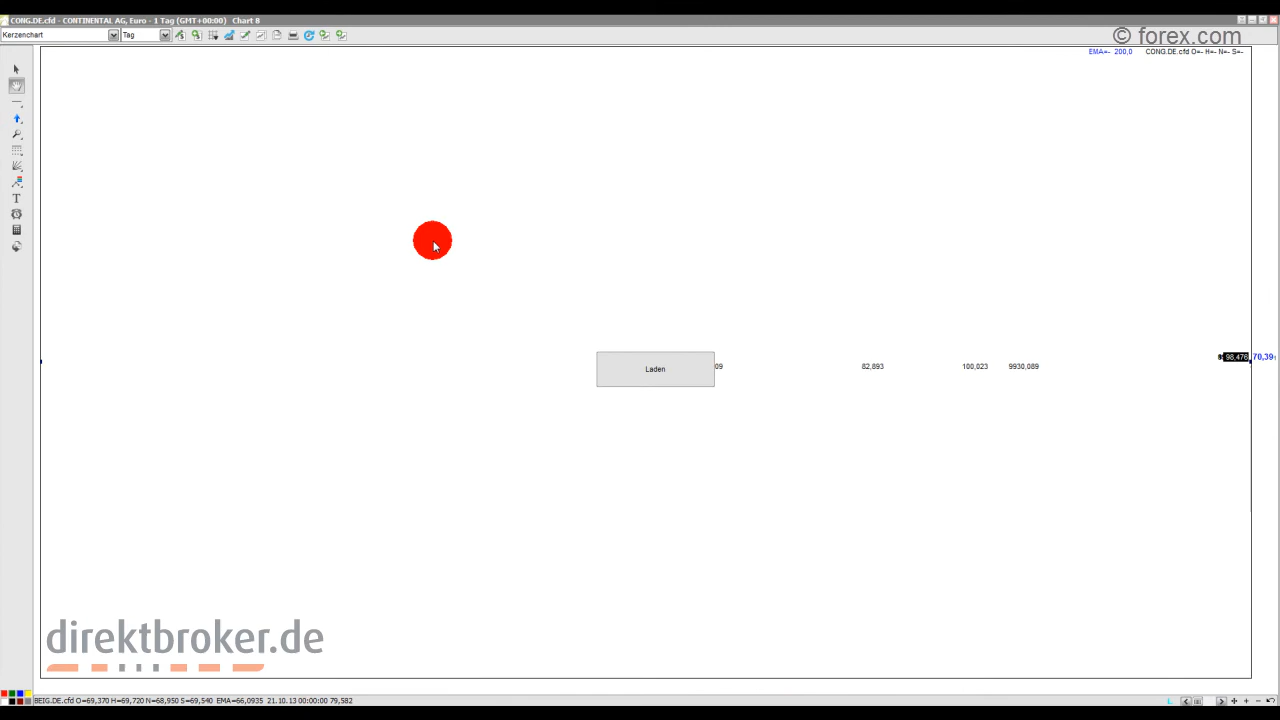 CONG.DE.cfd - CONTINENTAL AG, Euro - 1 Tag (GMT+00:00) Chart 8
Kerzenchart Tag
© forex.com
EMA=- 200,0 CONG.DE.cfd O=- H=- N=- S=-
T
98,476 70,39
Laden 09 82,893 100,023 9930,089
direktbroker.de
BEIG.DE.cfd O=69,370 H=69,720 N=68,950 S=69,540 EMA=66,0935 21.10.13 00:00:00 79,582
L